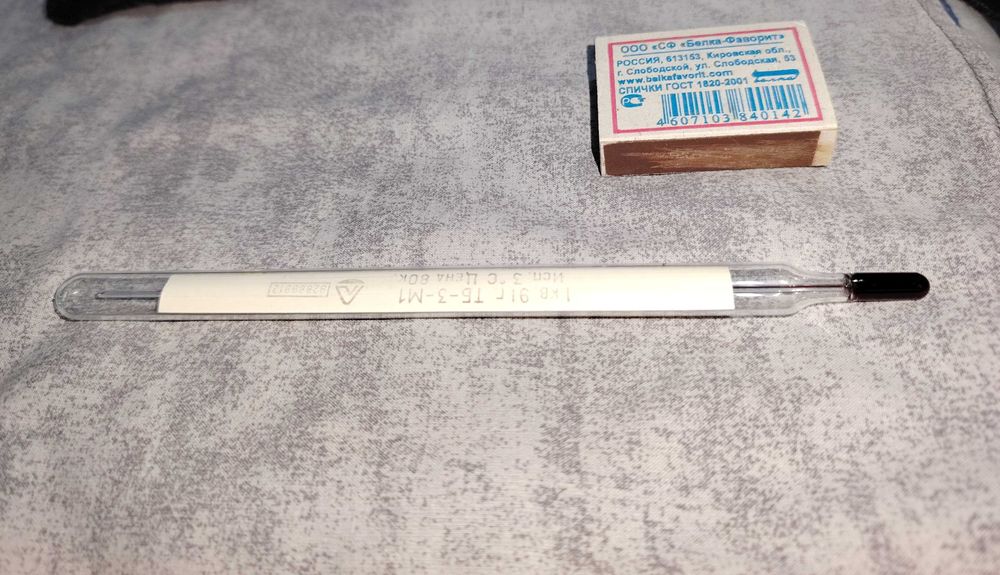 ООО «СФ «Белка-Фаворит»
РОССИЯ, 613153, Кировская обл.,
г. Слободской, ул. Слободская, 53
www.belkafavorit.com
СПИЧКИ ГОСТ 1820-2001
4 607103 840142
1 кв. 91г. ТБ-3-М1
Исп. 3°С Цена 80к.